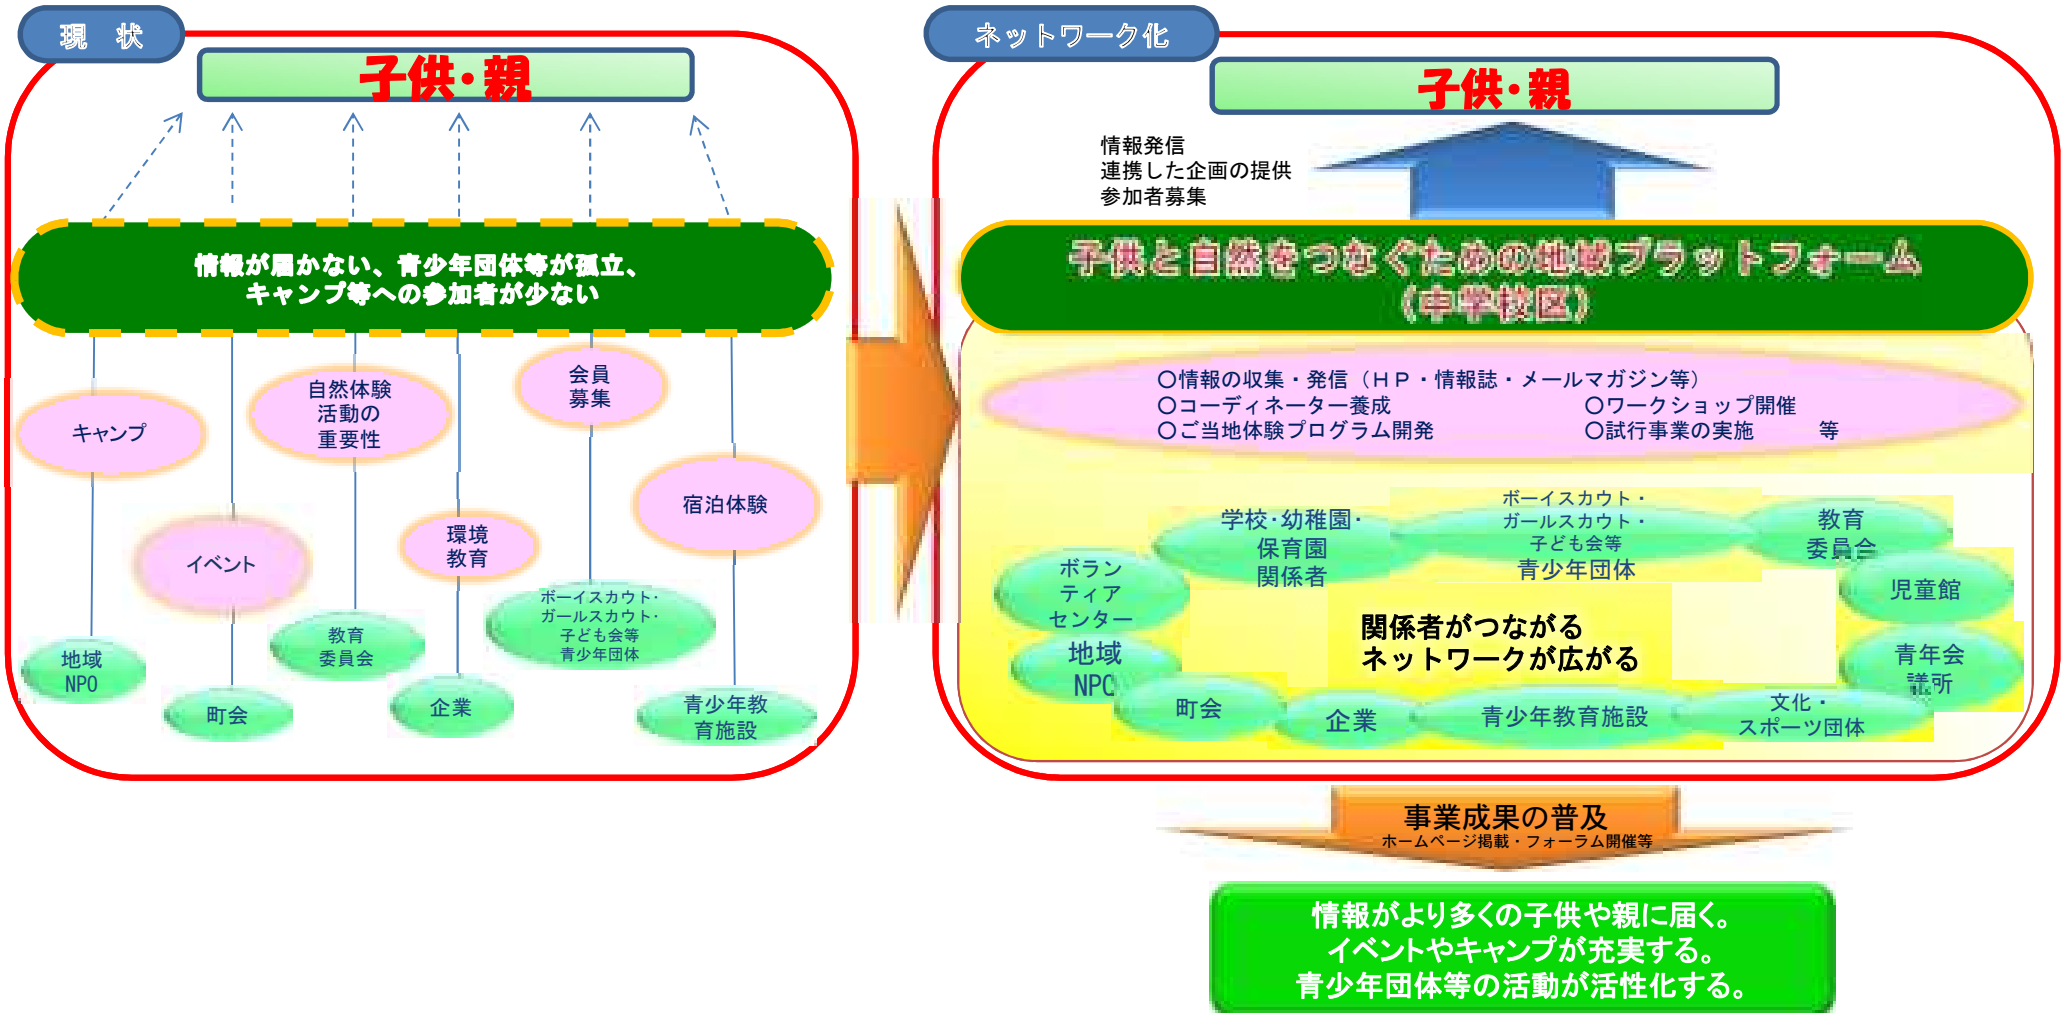 現　状
子供・親
情報が届かない、青少年団体等が孤立、
キャンプ等への参加者が少ない
キャンプ
イベント
自然体験
活動の
重要性
環境
教育
会員
募集
宿泊体験
地域
NPO
町会
教育
委員会
企業
ボーイスカウト・
ガールスカウト・
子ども会等
青少年団体
青少年教
育施設
ネットワーク化
子供・親
情報発信
連携した企画の提供
参加者募集
子供と自然をつなぐための地域プラットフォーム
（中学校区）
〇情報の収集・発信（ＨＰ・情報誌・メールマガジン等）
〇コーディネーター養成　〇ワークショップ開催
〇ご当地体験プログラム開発　〇試行事業の実施　等
学校・幼稚園・
保育園
関係者
ボーイスカウト・
ガールスカウト・
子ども会等
青少年団体
教育
委員会
児童館
青年会
議所
文化・
スポーツ団体
青少年教育施設
企業
町会
地域
NPO
ボラン
ティア
センター
関係者がつながる
ネットワークが広がる
事業成果の普及
ホームページ掲載・フォーラム開催等
情報がより多くの子供や親に届く。
イベントやキャンプが充実する。
青少年団体等の活動が活性化する。